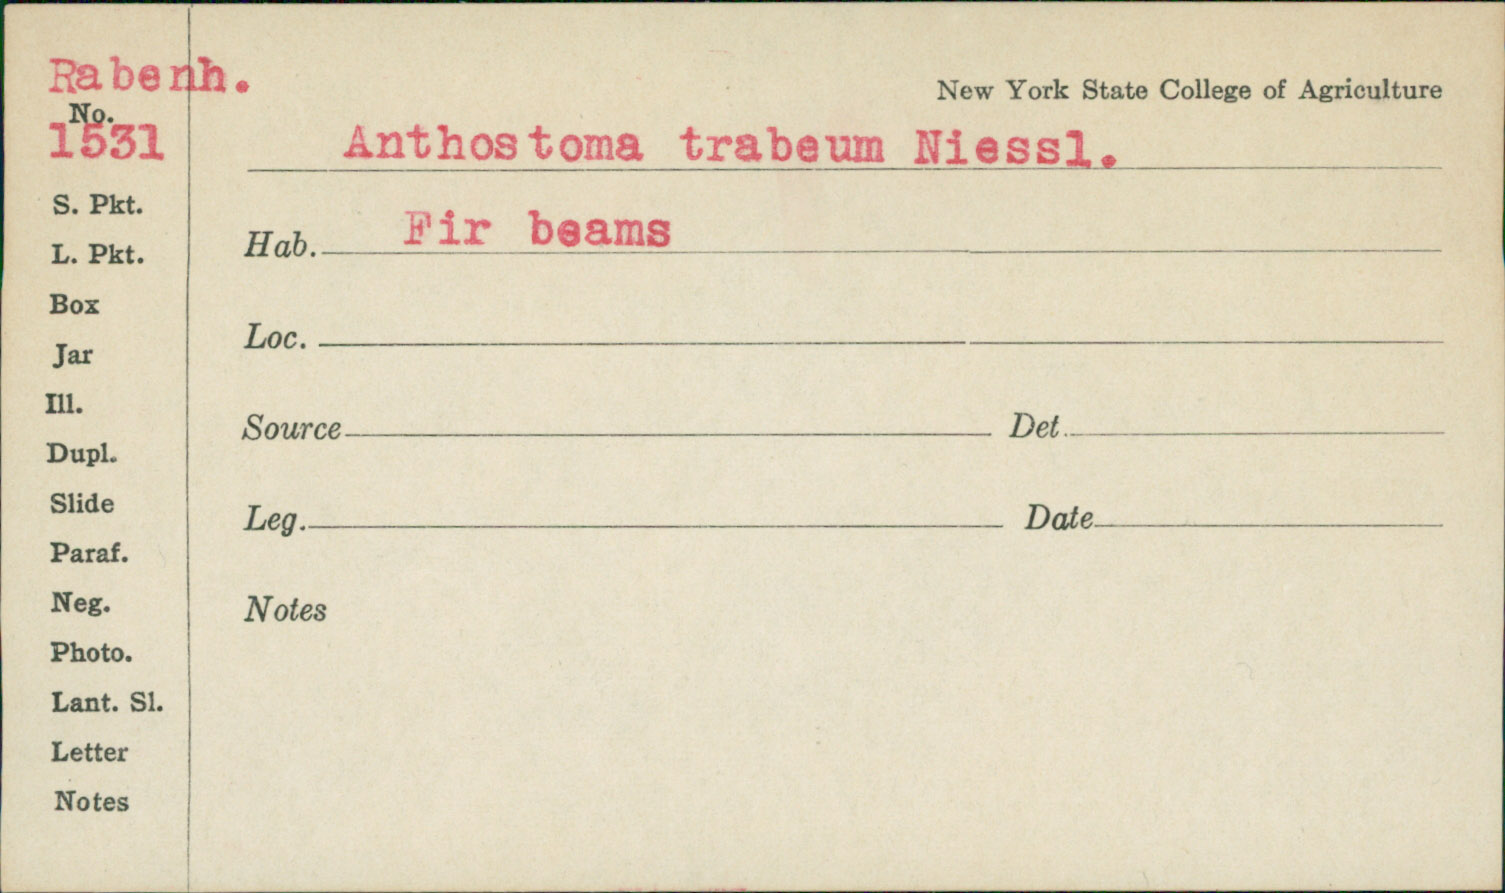 Rabenh.
New York State College of Agriculture
No.
1531
Anthostoma trabeum Niessl.
S. Pkt.
Hab. Fir beams
L. Pkt.
Box
Loc.
Jar
Ill.
Source Det.
Dupl.
Slide
Leg. Date
Paraf.
Neg.
Notes
Photo.
Lant. Sl.
Letter
Notes